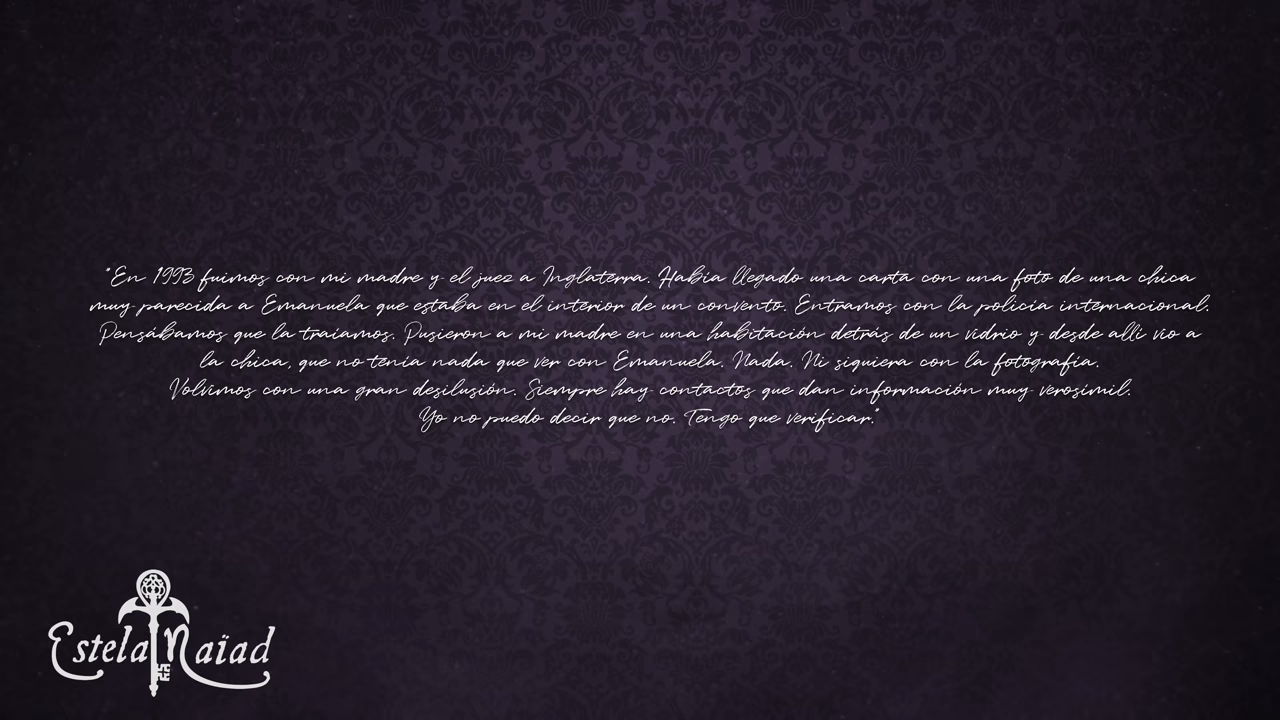 "En 1993 fuimos con mi madre y el juez a Inglaterra. Había llegado una carta con una foto de una chica
muy parecida a Emanuela que estaba en el interior de un convento. Entramos con la policía internacional.
Pensábamos que la traíamos. Pusieron a mi madre en una habitación detrás de un vidrio y desde allí vio a
la chica, que no tenía nada que ver con Emanuela. Nada. Ni siquiera con la fotografía.
Volvimos con una gran desilusión. Siempre hay contactos que dan información muy verosímil.
Yo no puedo decir que no. Tengo que verificar."
Estela Naïad